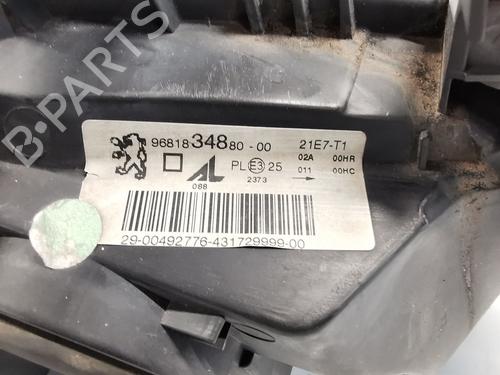 B-PARTS
96818 348 80-00 21E7-T1
AL PL E3 25 02A 00HR
088 2373 011 00HC
29-00492776-431729999-00